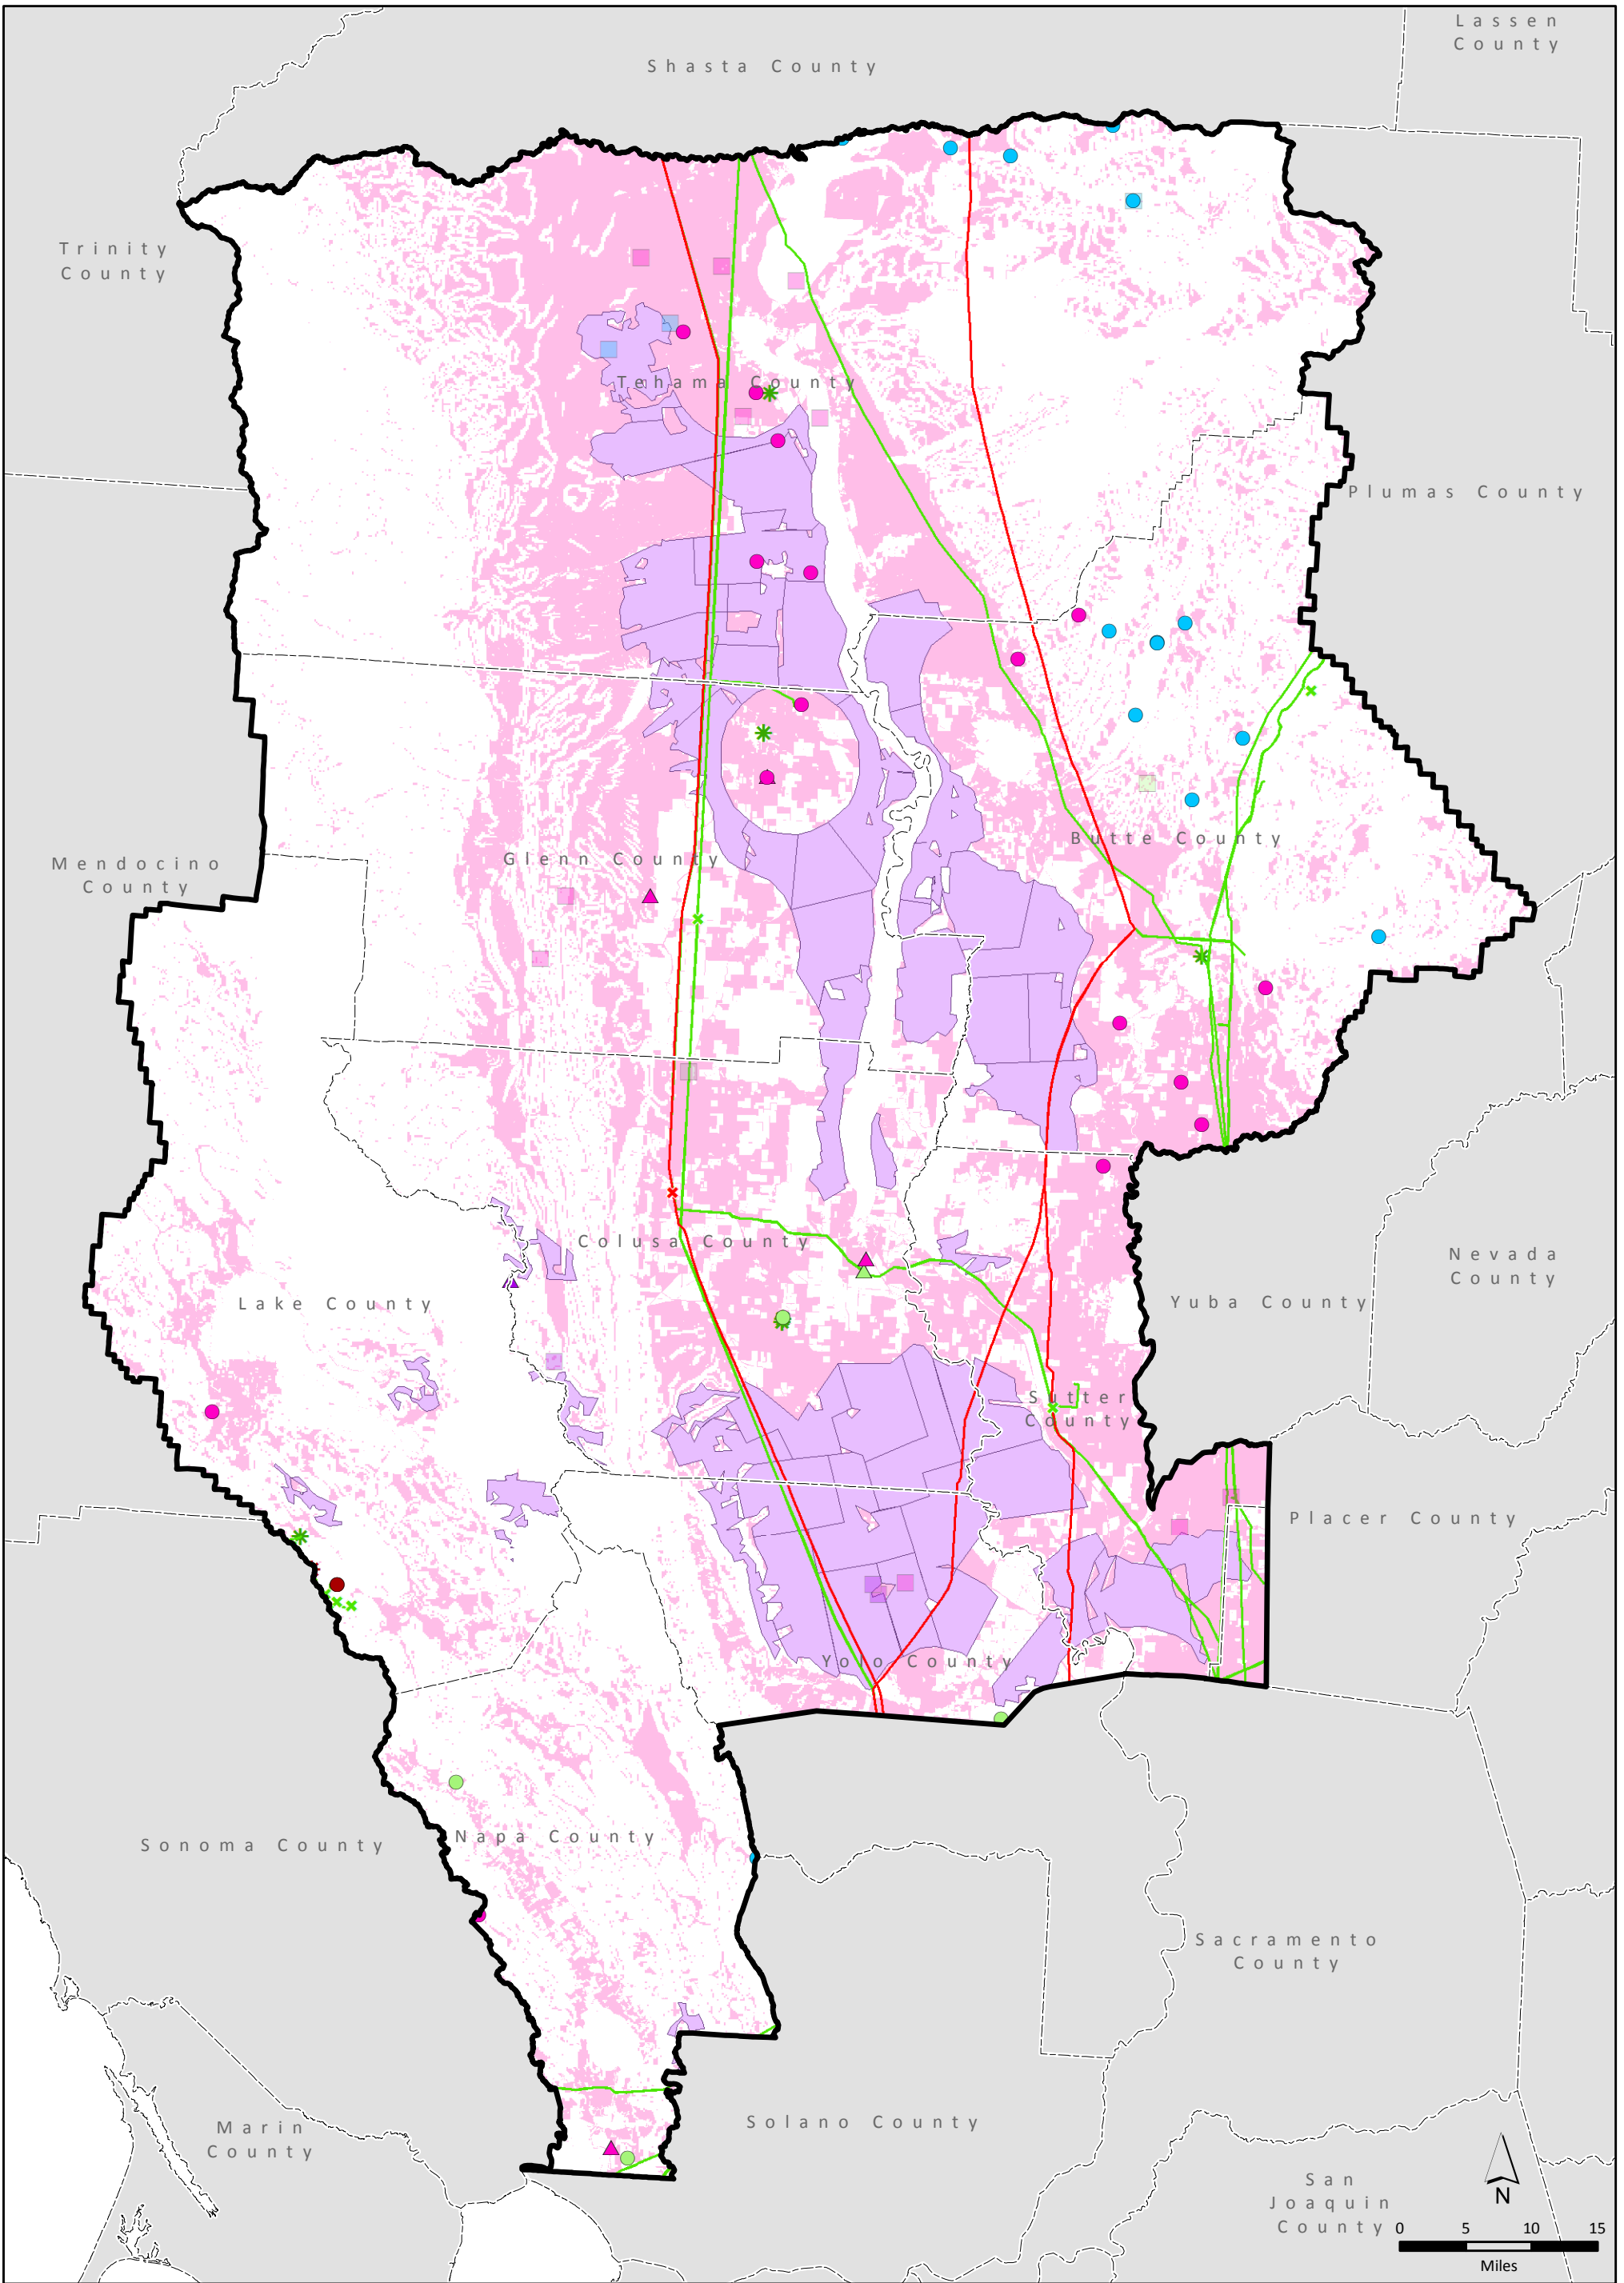 Lassen
County
Shasta County
Trinity
County
Tehama County
Plumas County
Butte County
Mendocino
County
Glenn County
Colusa County
Nevada
County
Lake County
Yuba County
Sutter
County
Placer County
Yolo County
Napa County
Sonoma County
Sacramento
County
Marin
County
Solano County
San
Joaquin
County
N
0 5 10 15
Miles